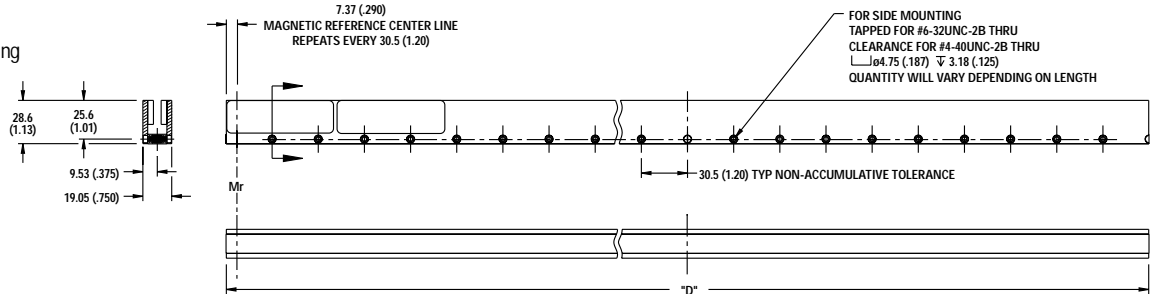 7.37 (.290)
MAGNETIC REFERENCE CENTER LINE
REPEATS EVERY 30.5 (1.20)
FOR SIDE MOUNTING
TAPPED FOR #6-32UNC-2B THRU
CLEARANCE FOR #4-40UNC-2B THRU
⌴ø4.75 (.187) ↧ 3.18 (.125)
QUANTITY WILL VARY DEPENDING ON LENGTH
ng
28.6
(1.13)
25.6
(1.01)
9.53 (.375)
19.05 (.750)
Mr
30.5 (1.20) TYP NON-ACCUMULATIVE TOLERANCE
"D"